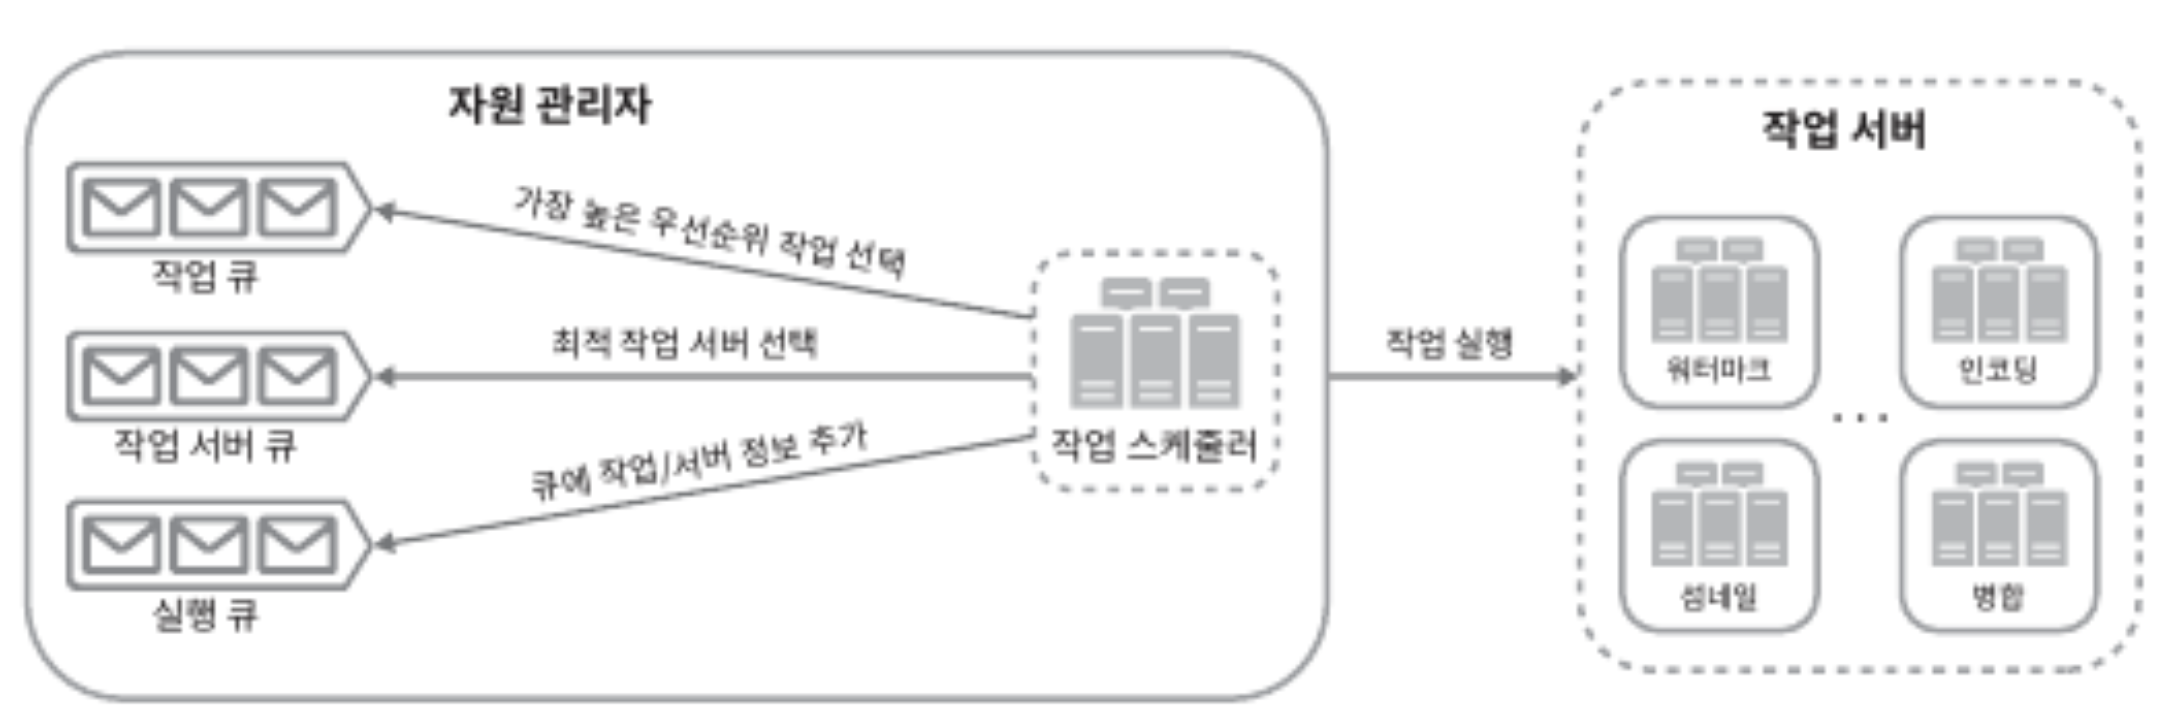 자원 관리자
작업 큐
작업 서버 큐
실행 큐
가장 높은 우선순위 작업 선택
최적 작업 서버 선택
큐에 작업/서버 정보 추가
작업 스케줄러
작업 실행
작업 서버
워터마크
인코딩
...
섬네일
병합